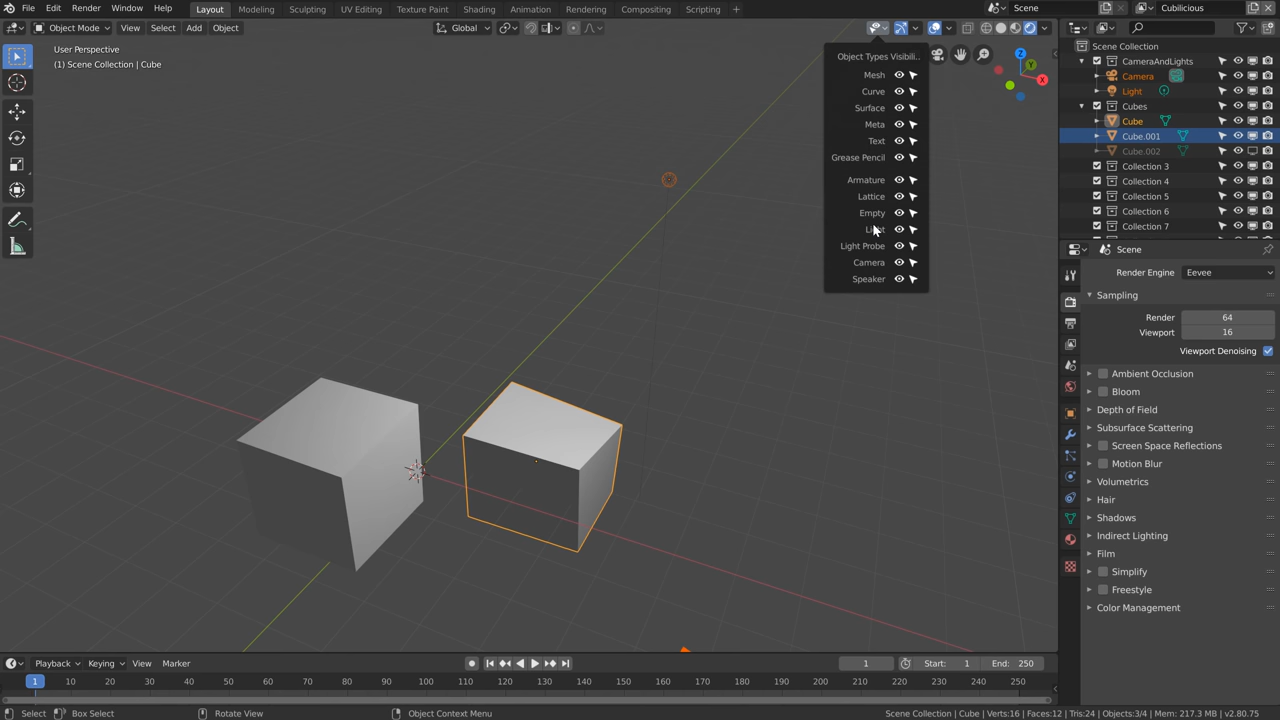 File Edit Render Window Help Layout Modeling Sculpting UV Editing Texture Paint Shading Animation Rendering Compositing Scripting + Scene Cubilicious
Object Mode View Select Add Object Global
User Perspective
(1) Scene Collection | Cube
Object Types Visibili..
Mesh
Curve
Surface
Meta
Text
Grease Pencil
Armature
Lattice
Empty
Light
Light Probe
Camera
Speaker
Z
Y
X
Scene Collection
CameraAndLights
Camera
Light
Cubes
Cube
Cube.001
Cube.002
Collection 3
Collection 4
Collection 5
Collection 6
Collection 7
Scene
Render Engine Eevee
Sampling
Render 64
Viewport 16
Viewport Denoising
Ambient Occlusion
Bloom
Depth of Field
Subsurface Scattering
Screen Space Reflections
Motion Blur
Volumetrics
Hair
Shadows
Indirect Lighting
Film
Simplify
Freestyle
Color Management
Playback Keying View Marker 1 Start: 1 End: 250
1 10 20 30 40 50 60 70 80 90 100 110 120 130 140 150 160 170 180 190 200 210 220 230 240 250
Select Box Select Rotate View Object Context Menu Scene Collection | Cube | Verts:16 | Faces:12 | Tris:24 | Objects:3/4 | Mem: 217.3 MB | v2.80.75